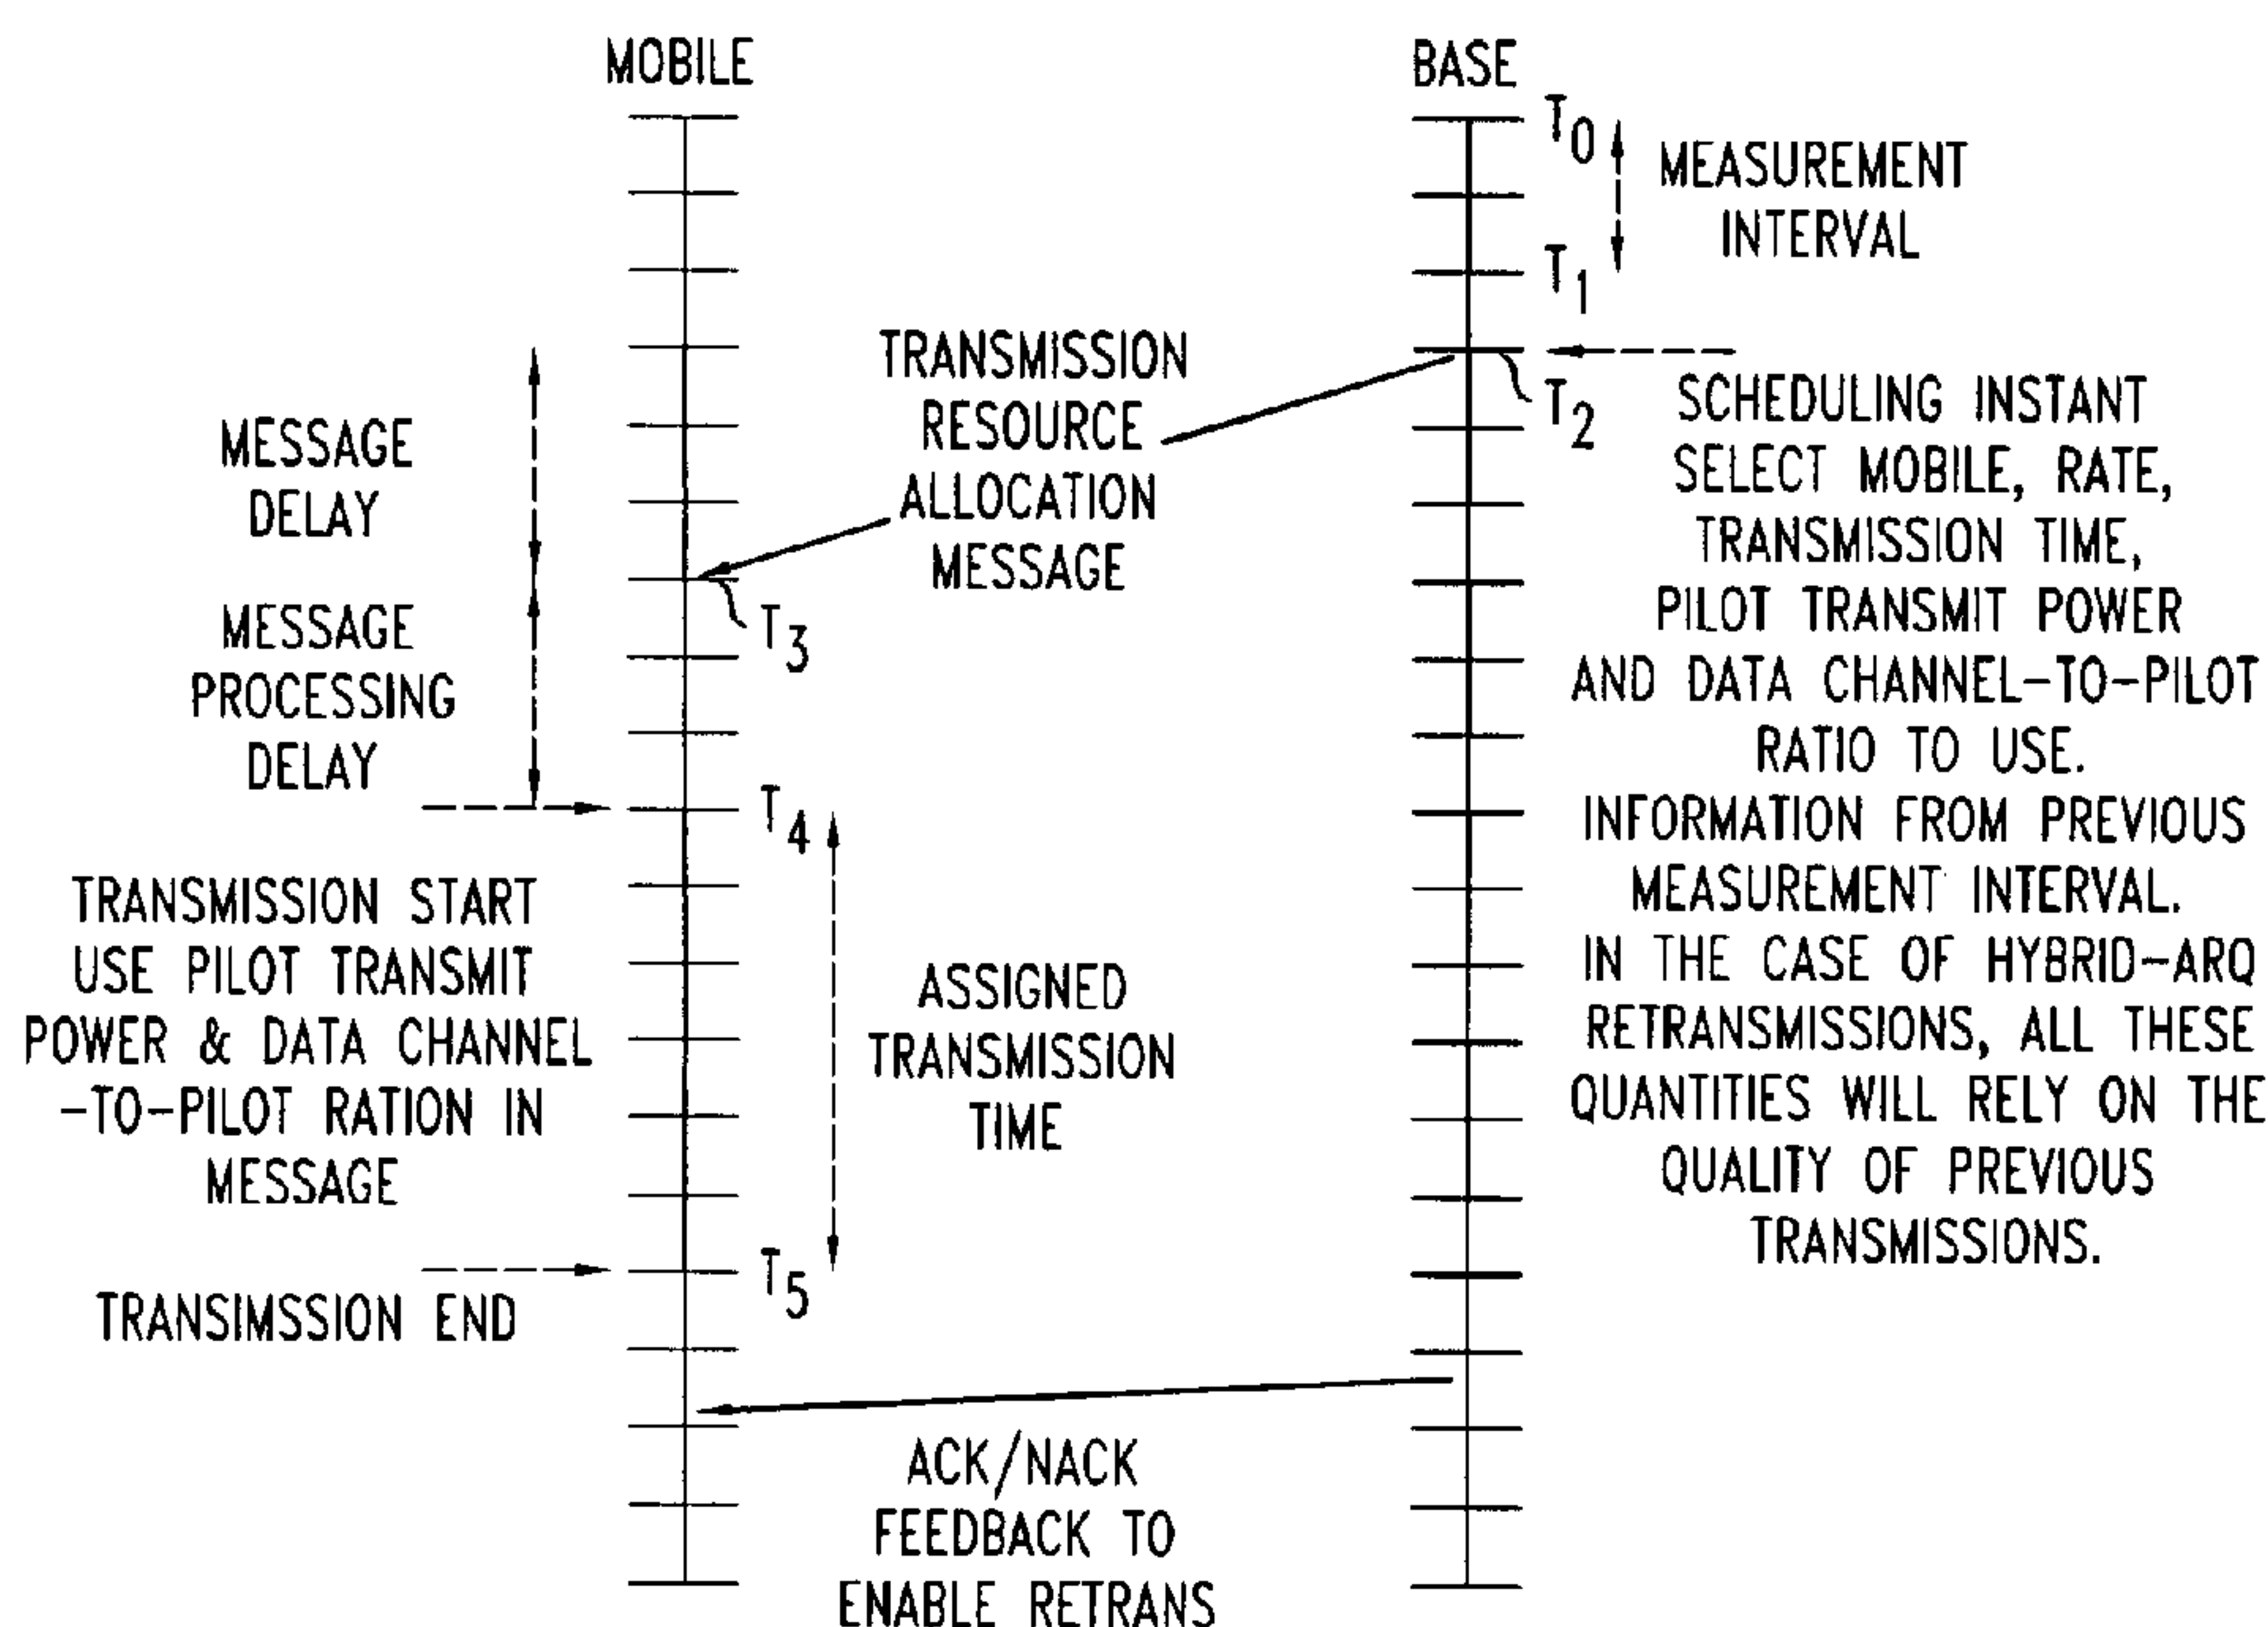 MOBILE
BASE
T0
MEASUREMENT
INTERVAL
T1
TRANSMISSION
RESOURCE
ALLOCATION
MESSAGE
T2
SCHEDULING INSTANT
SELECT MOBILE, RATE,
TRANSMISSION TIME,
PILOT TRANSMIT POWER
AND DATA CHANNEL-TO-PILOT
RATIO TO USE.
INFORMATION FROM PREVIOUS
MEASUREMENT INTERVAL.
IN THE CASE OF HYBRID-ARQ
RETRANSMISSIONS, ALL THESE
QUANTITIES WILL RELY ON THE
QUALITY OF PREVIOUS
TRANSMISSIONS.
MESSAGE
DELAY
T3
MESSAGE
PROCESSING
DELAY
T4
TRANSMISSION START
USE PILOT TRANSMIT
POWER & DATA CHANNEL
-TO-PILOT RATION IN
MESSAGE
ASSIGNED
TRANSMISSION
TIME
T5
TRANSIMSSION END
ACK/NACK
FEEDBACK TO
ENABLE RETRANS